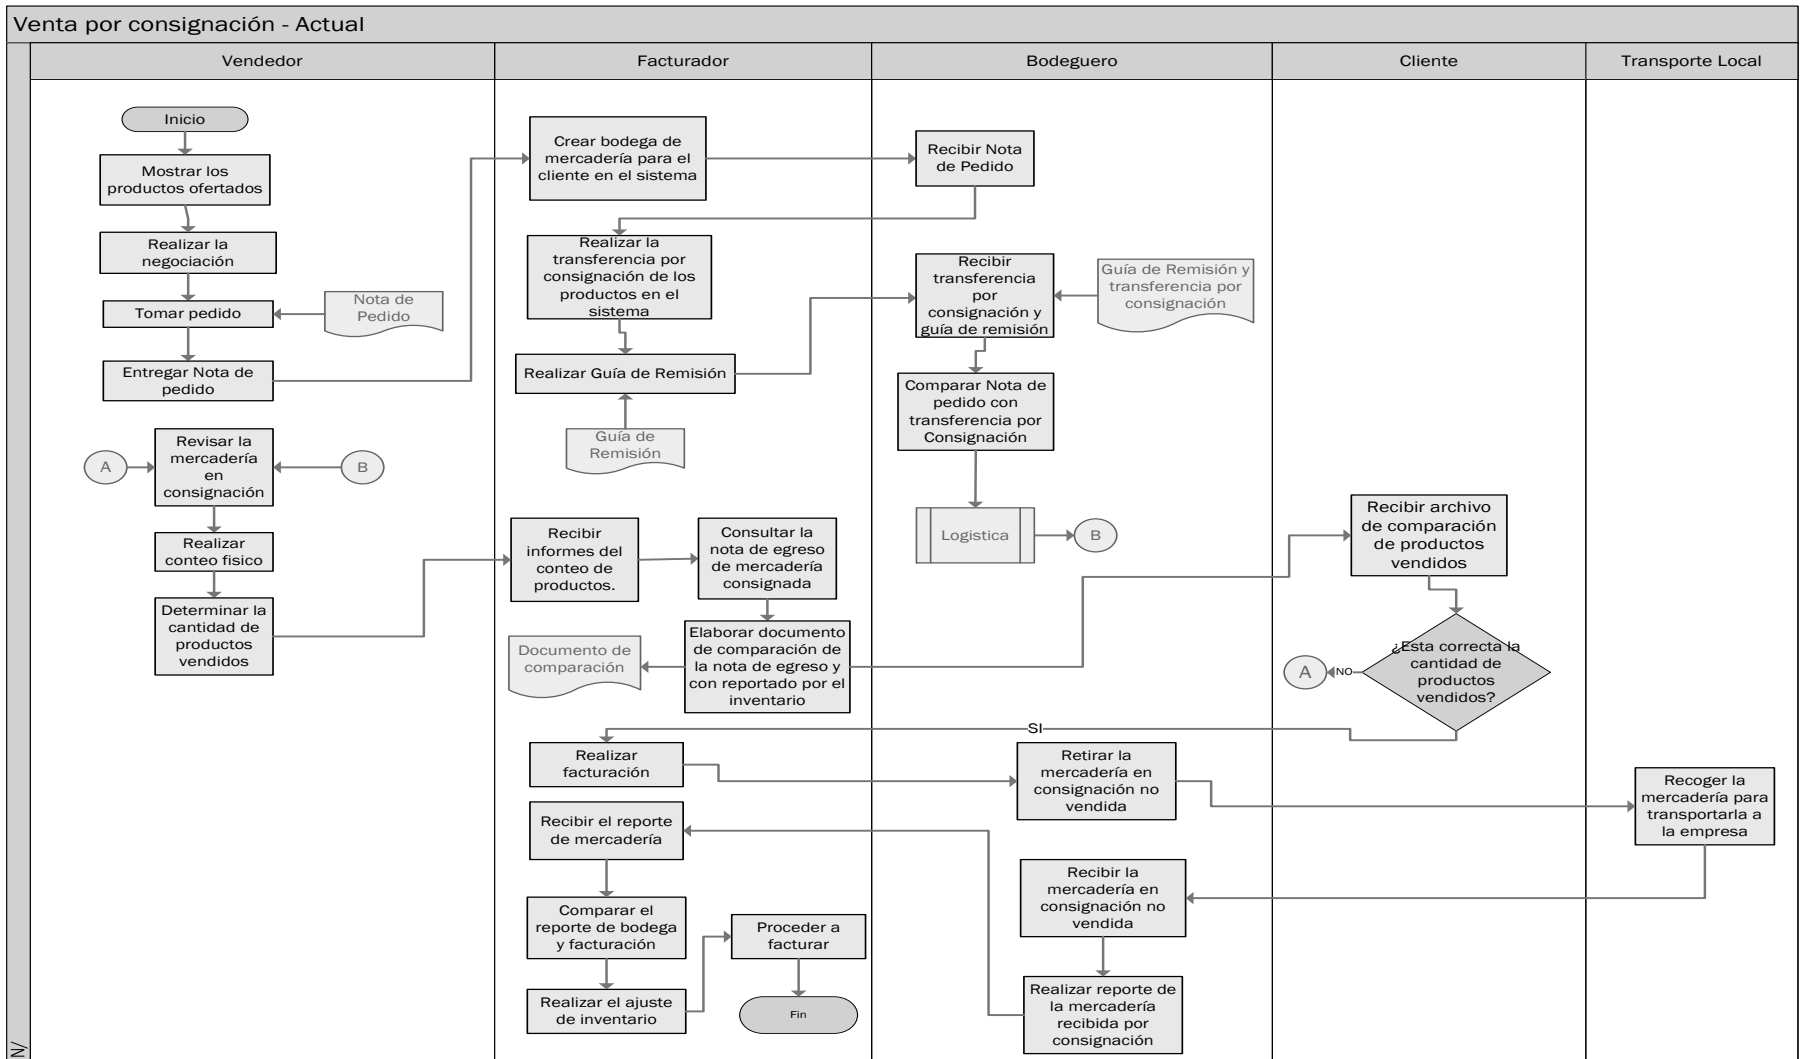 Venta por consignación - Actual
Vendedor
Facturador
Bodeguero
Cliente
Transporte Local
Inicio
Mostrar los
productos ofertados
Realizar la
negociación
Tomar pedido
Nota de
Pedido
Entregar Nota de
pedido
Crear bodega de
mercadería para el
cliente en el sistema
Recibir Nota
de Pedido
Realizar la
transferencia por
consignación de los
productos en el
sistema
Realizar Guía de Remisión
Guía de
Remisión
Recibir
transferencia
por
consignación y
guía de remisión
Guía de Remisión y
transferencia por
consignación
Comparar Nota de
pedido con
transferencia por
Consignación
Logistica
B
A
Revisar la
mercadería
en
consignación
B
Realizar
conteo fisico
Determinar la
cantidad de
productos
vendidos
Recibir
informes del
conteo de
productos.
Consultar la
nota de egreso
de mercadería
consignada
Elaborar documento
de comparación de
la nota de egreso y
con reportado por el
inventario
Documento de
comparación
Recibir archivo
de comparación
de productos
vendidos
¿Esta correcta la
cantidad de
productos
vendidos?
NO
A
SI
Realizar
facturación
Retirar la
mercadería en
consignación no
vendida
Recoger la
mercadería para
transportarla a
la empresa
Recibir la
mercadería en
consignación no
vendida
Realizar reporte de
la mercadería
recibida por
consignación
Recibir el reporte
de mercadería
Comparar el
reporte de bodega
y facturación
Realizar el ajuste
de inventario
Proceder a
facturar
Fin